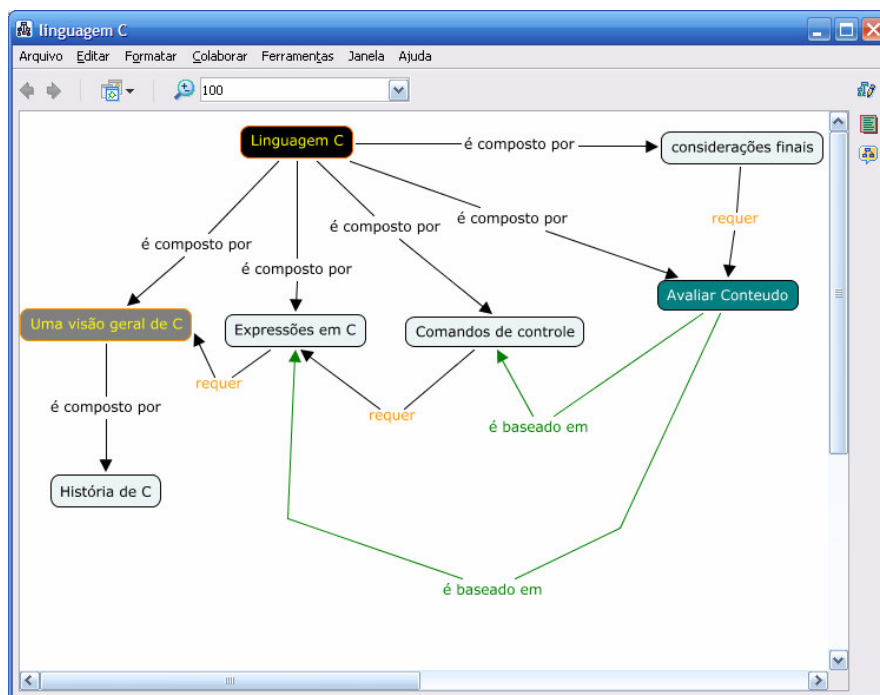 linguagem C
Arquivo Editar Formatar Colaborar Ferramentas Janela Ajuda
100
Linguagem C
é composto por
considerações finais
requer
é composto por
é composto por
é composto por
é composto por
Avaliar Conteudo
Uma visão geral de C
Expressões em C
Comandos de controle
requer
requer
é composto por
é baseado em
História de C
é baseado em